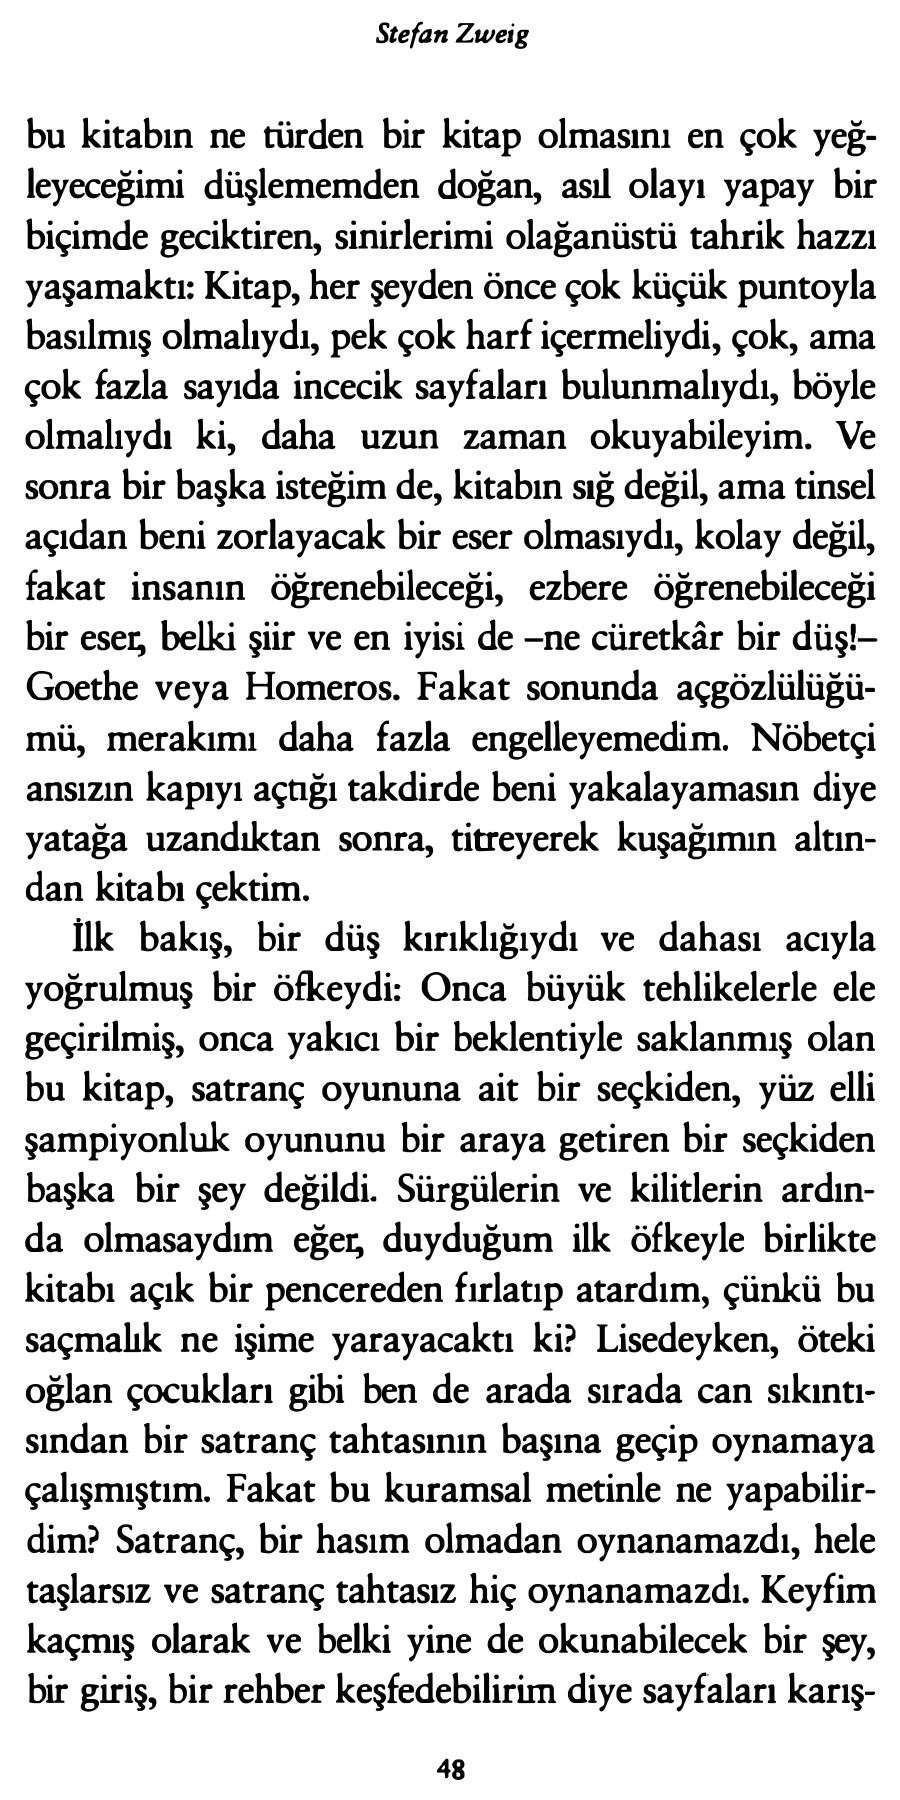 Stefan Zweig
bu kitabın ne türden bir kitap olmasını en çok yeğ-
leyeceğimi düşlememden doğan, asıl olayı yapay bir
biçimde geciktiren, sinirlerimi olağanüstü tahrik hazzı
yaşamaktı: Kitap, her şeyden önce çok küçük puntoyla
basılmış olmalıydı, pek çok harf içermeliydi, çok, ama
çok fazla sayıda incecik sayfaları bulunmalıydı, böyle
olmalıydı ki, daha uzun zaman okuyabileyim. Ve
sonra bir başka isteğim de, kitabın sığ değil, ama tinsel
açıdan beni zorlayacak bir eser olmasıydı, kolay değil,
fakat insanın öğrenebileceği, ezbere öğrenebileceği
bir eser, belki şiir ve en iyisi de –ne cüretkâr bir düş!–
Goethe veya Homeros. Fakat sonunda açgözlülüğü-
mü, merakımı daha fazla engelleyemedim. Nöbetçi
ansızın kapıyı açtığı takdirde beni yakalayamasın diye
yatağa uzandıktan sonra, titreyerek kuşağımın altın-
dan kitabı çektim.
İlk bakış, bir düş kırıklığıydı ve dahası acıyla
yoğrulmuş bir öfkeydi: Onca büyük tehlikelerle ele
geçirilmiş, onca yakıcı bir beklentiyle saklanmış olan
bu kitap, satranç oyununa ait bir seçkiden, yüz elli
şampiyonluk oyununu bir araya getiren bir seçkiden
başka bir şey değildi. Sürgülerin ve kilitlerin ardın-
da olmasaydım eğer, duyduğum ilk öfkeyle birlikte
kitabı açık bir pencereden fırlatıp atardım, çünkü bu
saçmalık ne işime yarayacaktı ki? Lisedeyken, öteki
oğlan çocukları gibi ben de arada sırada can sıkıntı-
sından bir satranç tahtasının başına geçip oynamaya
çalışmıştım. Fakat bu kuramsal metinle ne yapabilir-
dim? Satranç, bir hasım olmadan oynanamazdı, hele
taşlarsız ve satranç tahtasız hiç oynanamazdı. Keyfim
kaçmış olarak ve belki yine de okunabilecek bir şey,
bir giriş, bir rehber keşfedebilirim diye sayfaları karış-
48